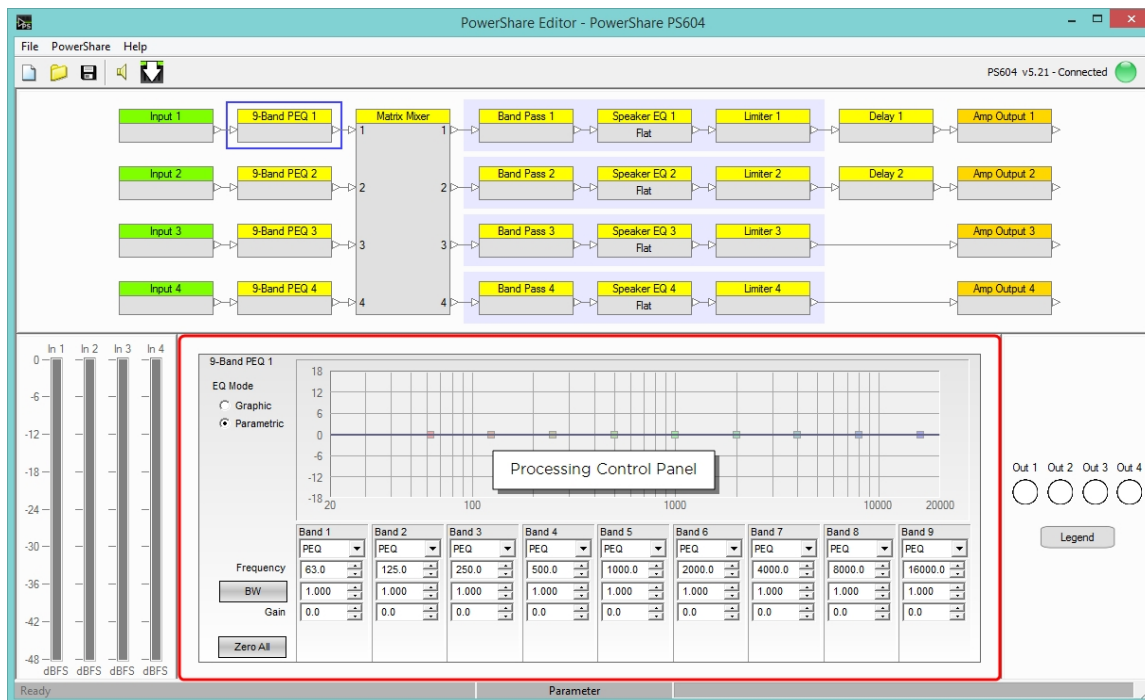 PowerShare Editor - PowerShare PS604
File PowerShare Help
PS604 v5.21 - Connected
Input 1 9-Band PEQ 1 Matrix Mixer Band Pass 1 Speaker EQ 1 Limiter 1 Delay 1 Amp Output 1
1 1 Flat
Input 2 9-Band PEQ 2 Band Pass 2 Speaker EQ 2 Limiter 2 Delay 2 Amp Output 2
2 2 Flat
Input 3 9-Band PEQ 3 Band Pass 3 Speaker EQ 3 Limiter 3 Amp Output 3
3 3 Flat
Input 4 9-Band PEQ 4 Band Pass 4 Speaker EQ 4 Limiter 4 Amp Output 4
4 4 Flat
In 1 In 2 In 3 In 4
0
-6
-12
-18
-24
-30
-36
-42
-48
dBFS dBFS dBFS dBFS
9-Band PEQ 1
EQ Mode
Graphic
Parametric
18
12
6
0
-6
-12
-18
20 100 1000 10000 20000
Processing Control Panel
Band 1 Band 2 Band 3 Band 4 Band 5 Band 6 Band 7 Band 8 Band 9
PEQ PEQ PEQ PEQ PEQ PEQ PEQ PEQ PEQ
Frequency 63.0 125.0 250.0 500.0 1000.0 2000.0 4000.0 8000.0 16000.0
BW 1.000 1.000 1.000 1.000 1.000 1.000 1.000 1.000 1.000
Gain 0.0 0.0 0.0 0.0 0.0 0.0 0.0 0.0 0.0
Zero All
Out 1 Out 2 Out 3 Out 4
Legend
Ready Parameter